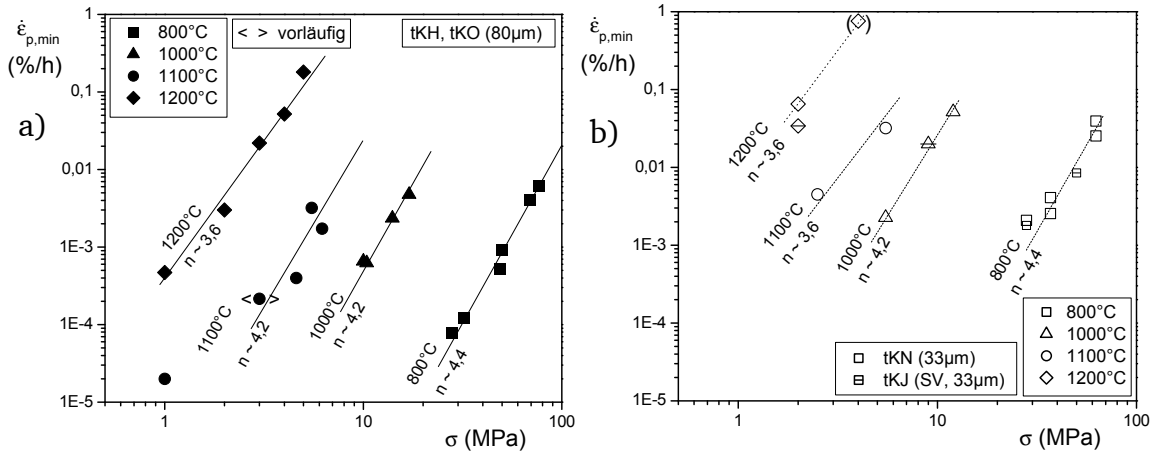 a)
ε̇p,min
(%/h)
1
0,1
0,01
1E-3
1E-4
1E-5
800°C
1000°C
1100°C
1200°C
< > vorläufig
tKH, tKO (80µm)
1200°C
n ~ 3,6
< >
1100°C
n ~ 4,2
1000°C
n ~ 4,2
800°C
n ~ 4,4
1
10
100
σ (MPa)
b)
ε̇p,min
(%/h)
1
0,1
0,01
1E-3
1E-4
1E-5
( )
1200°C
n ~ 3,6
1100°C
n ~ 3,6
1000°C
n ~ 4,2
800°C
n ~ 4,4
tKN (33µm)
tKJ (SV, 33µm)
800°C
1000°C
1100°C
1200°C
1
10
100
σ (MPa)